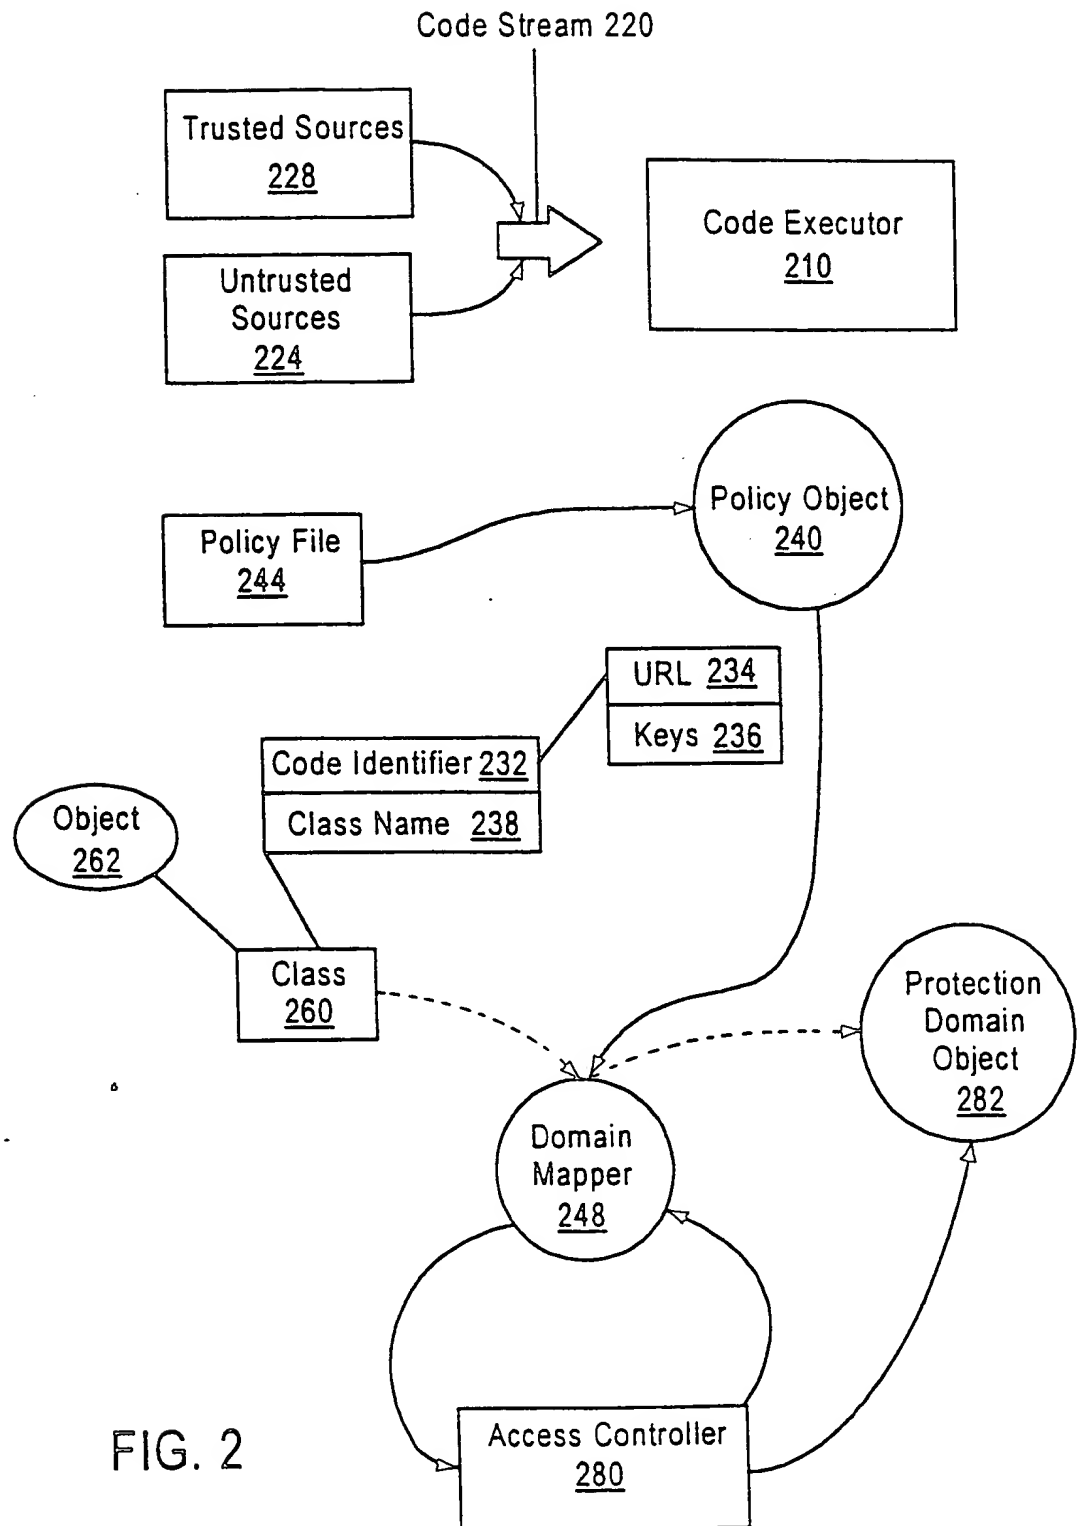 Code Stream 220
Trusted Sources
228
Untrusted
Sources
224
Code Executor
210
Policy Object
240
Policy File
244
URL 234
Keys 236
Code Identifier 232
Class Name 238
Object
262
Class
260
Protection
Domain
Object
282
Domain
Mapper
248
Access Controller
280
FIG. 2